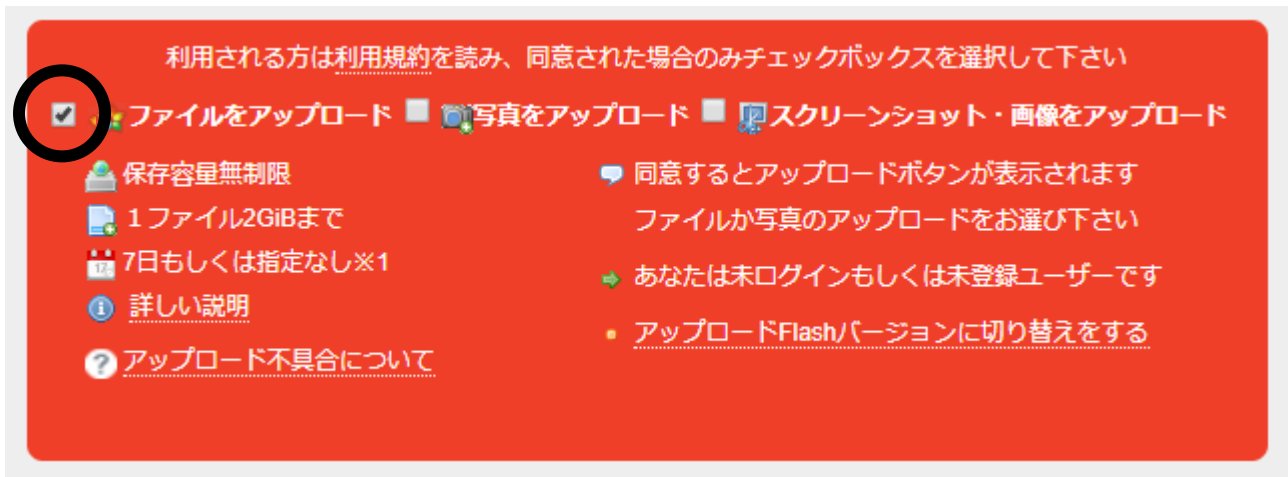 利用される方は利用規約を読み、同意された場合のみチェックボックスを選択して下さい
ファイルをアップロード 写真をアップロード スクリーンショット・画像をアップロード
保存容量無制限
１ファイル2GiBまで
7日もしくは指定なし※1
詳しい説明
アップロード不具合について
同意するとアップロードボタンが表示されます
ファイルか写真のアップロードをお選び下さい
あなたは未ログインもしくは未登録ユーザーです
アップロードFlashバージョンに切り替えをする